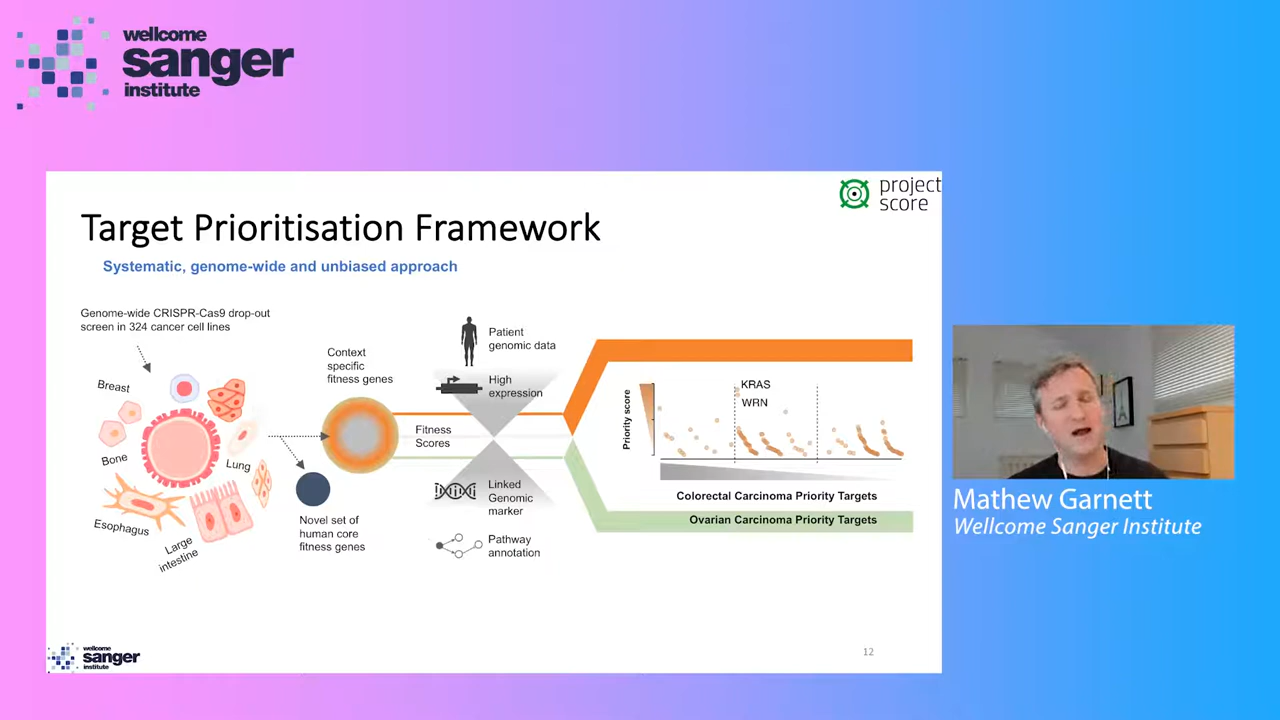 wellcome
sanger
institute
project
score
Target Prioritisation Framework
Systematic, genome-wide and unbiased approach
Genome-wide CRISPR-Cas9 drop-out
screen in 324 cancer cell lines
Breast
Bone
Lung
Esophagus
Large
intestine
Context
specific
fitness genes
Novel set of
human core
fitness genes
Fitness
Scores
Patient
genomic data
High
expression
Linked
Genomic
marker
Pathway
annotation
Priority score
KRAS
WRN
Colorectal Carcinoma Priority Targets
Ovarian Carcinoma Priority Targets
wellcome
sanger
institute
12
Mathew Garnett
Wellcome Sanger Institute